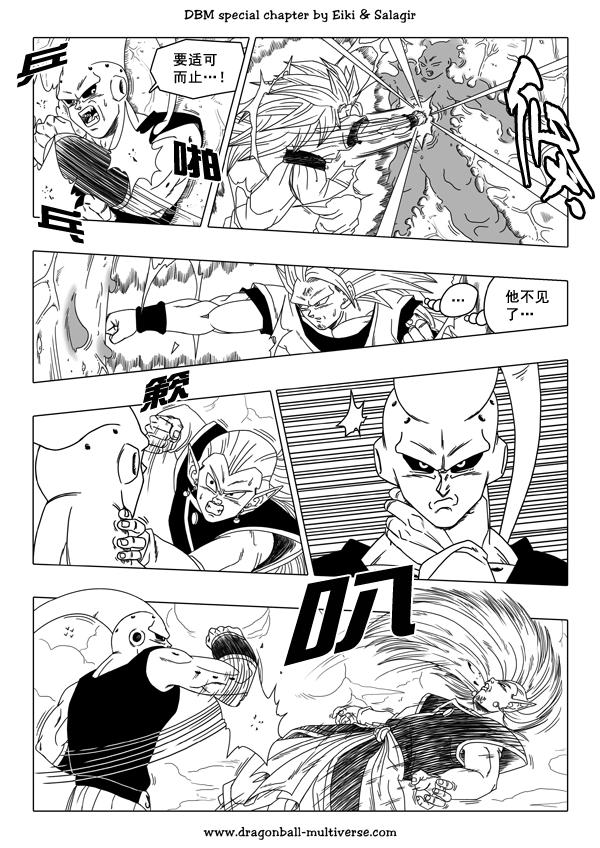 DBM special chapter by Eiki & Salagir
乒
要适可
而止…！
啪
乓
…
他不见
了…
叭
www.dragonball-multiverse.com